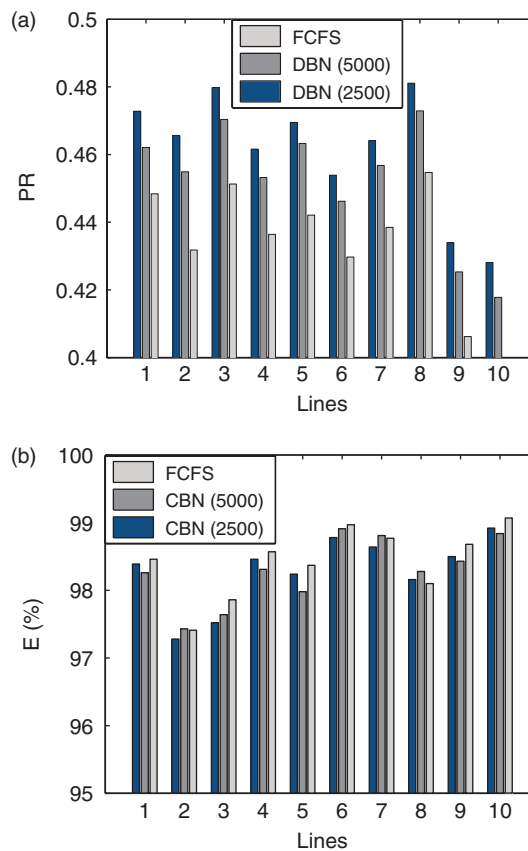 (a)
0.5
0.48
0.46
0.44
0.42
0.4
PR
FCFS
DBN (5000)
DBN (2500)
1 2 3 4 5 6 7 8 9 10
Lines
(b)
100
99
98
97
96
95
E (%)
FCFS
CBN (5000)
CBN (2500)
1 2 3 4 5 6 7 8 9 10
Lines